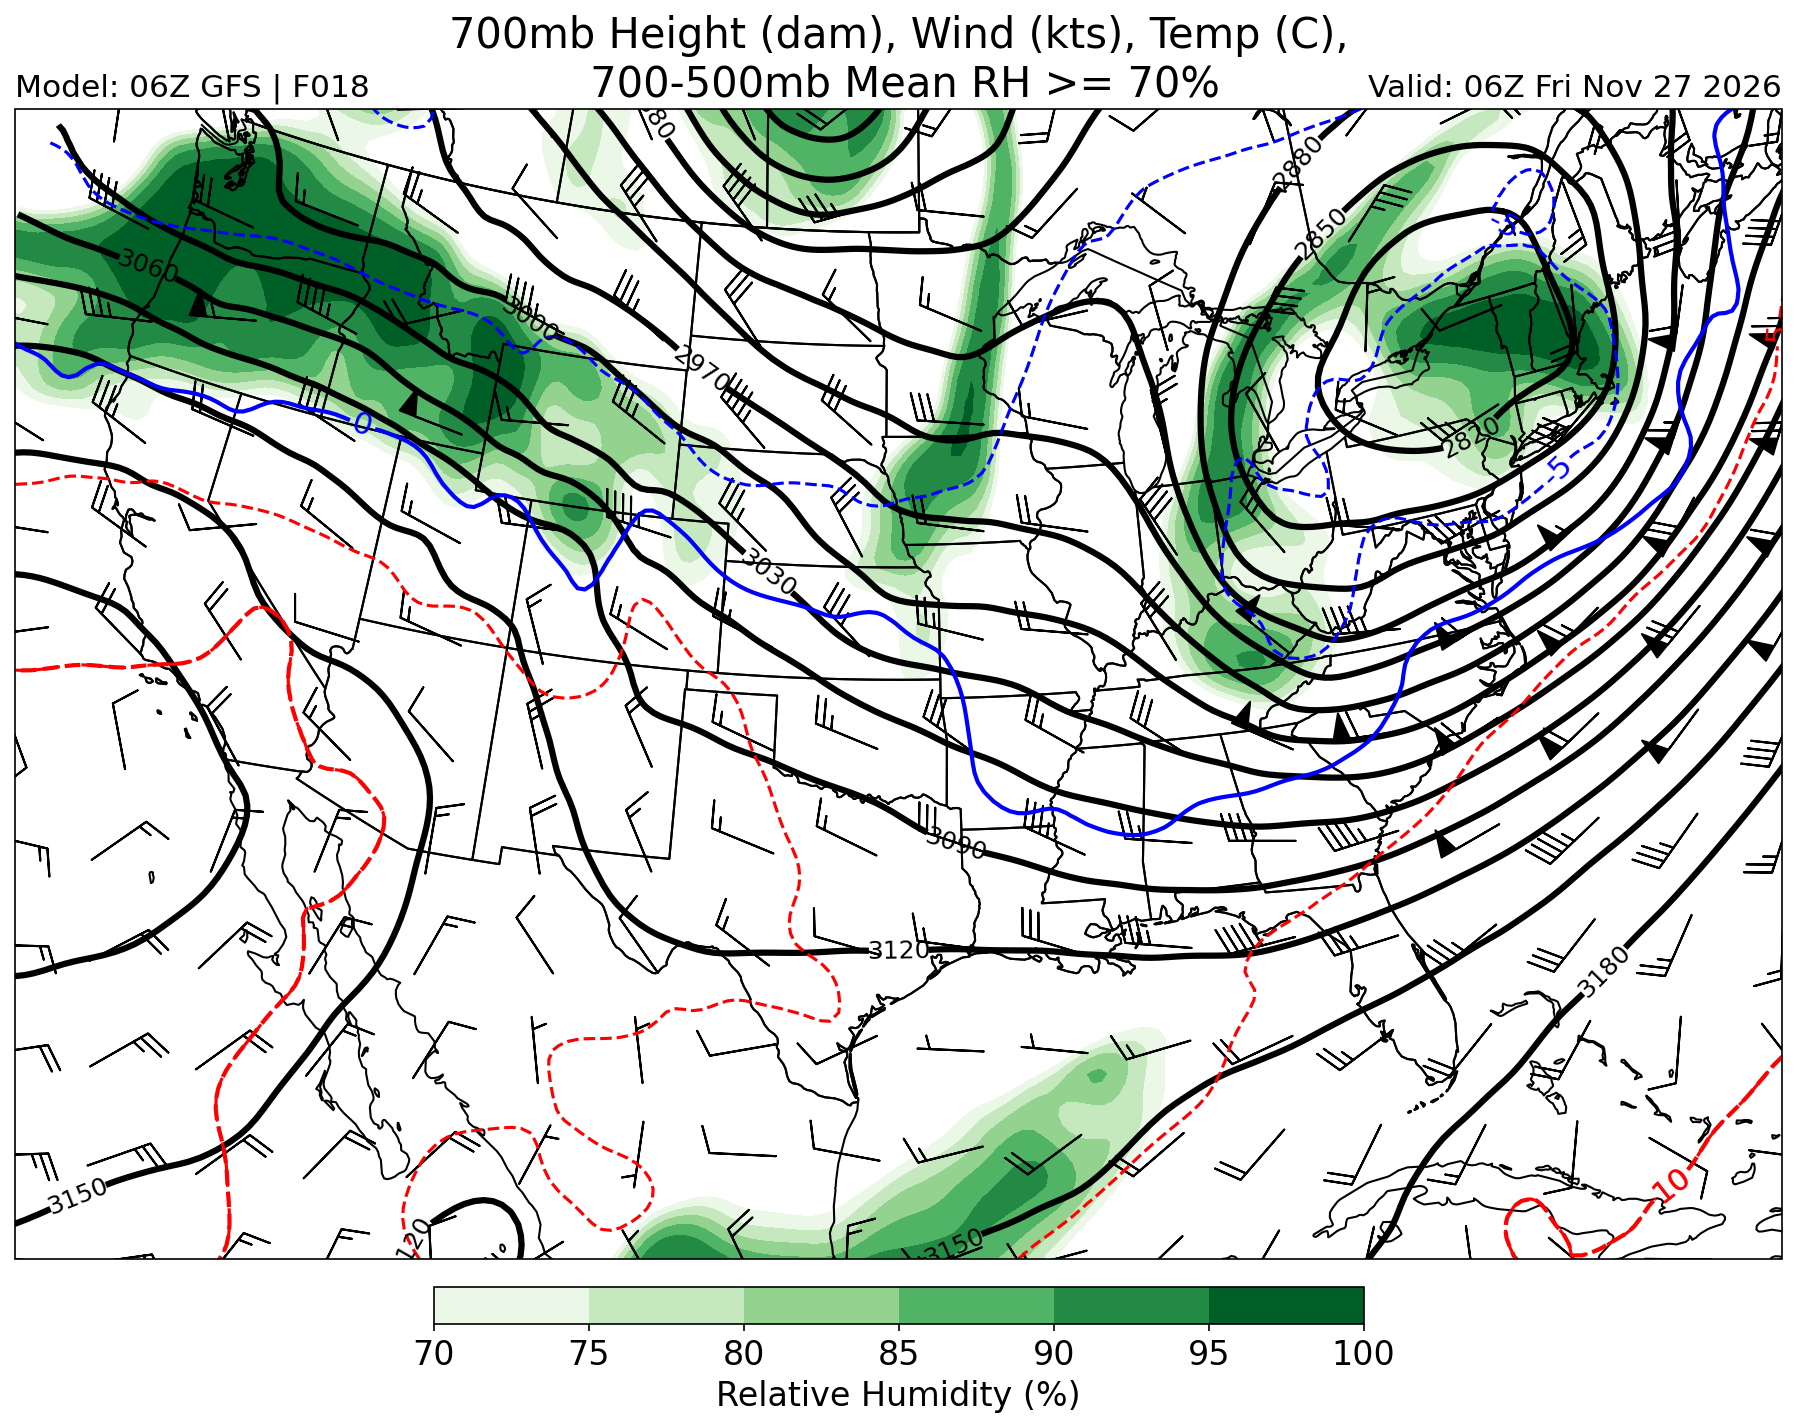 700mb Height (dam), Wind (kts), Temp (C),
700-500mb Mean RH >= 70%
Model: 06Z GFS | F018
Valid: 06Z Fri Nov 27 2026
2880
2850
-5
3060
3000
2970
5
0
2820
-5
3030
3090
3120
3180
3150
10
3150
70 75 80 85 90 95 100
Relative Humidity (%)